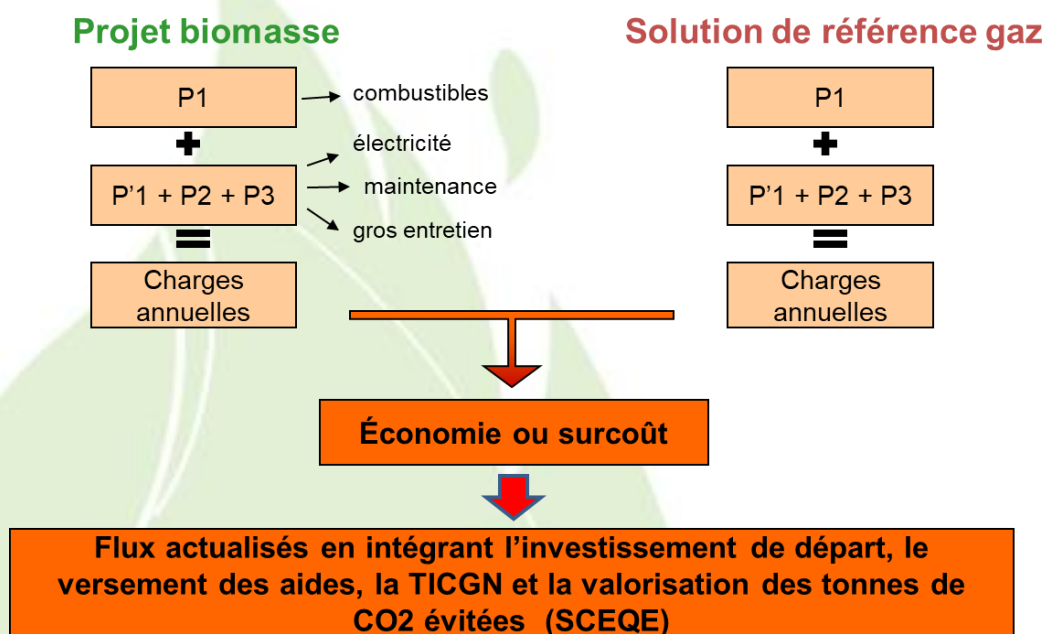 Projet biomasse
Solution de référence gaz
P1
combustibles
+
électricité
P'1 + P2 + P3
maintenance
gros entretien
=
Charges
annuelles
P1
+
P'1 + P2 + P3
=
Charges
annuelles
Économie ou surcoût
Flux actualisés en intégrant l'investissement de départ, le
versement des aides, la TICGN et la valorisation des tonnes de
CO2 évitées (SCEQE)